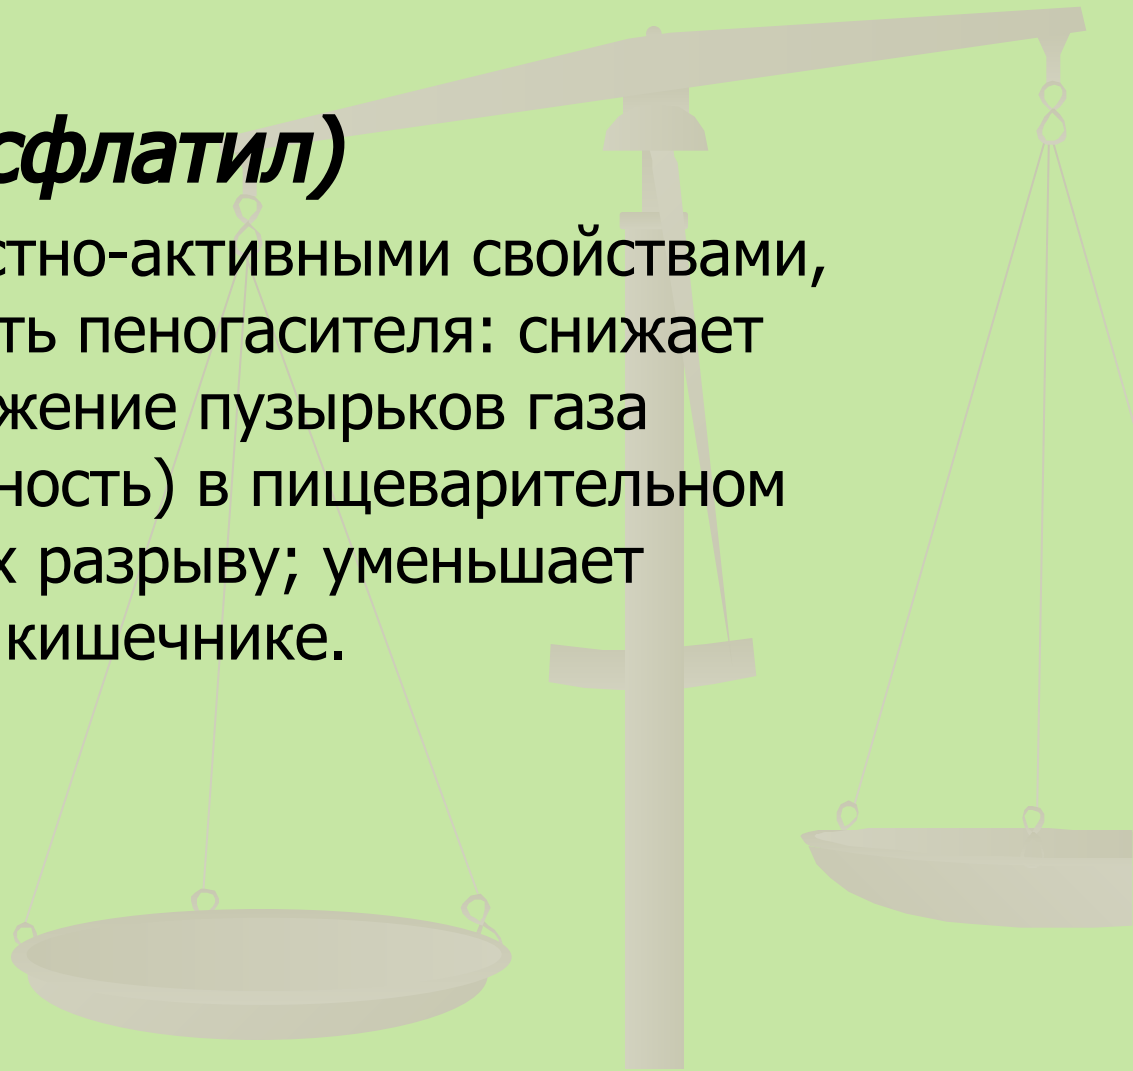 сфлатил)
стно-активными свойствами,
ть пеногасителя: снижает
жение пузырьков газа
ность) в пищеварительном
х разрыву; уменьшает
кишечнике.